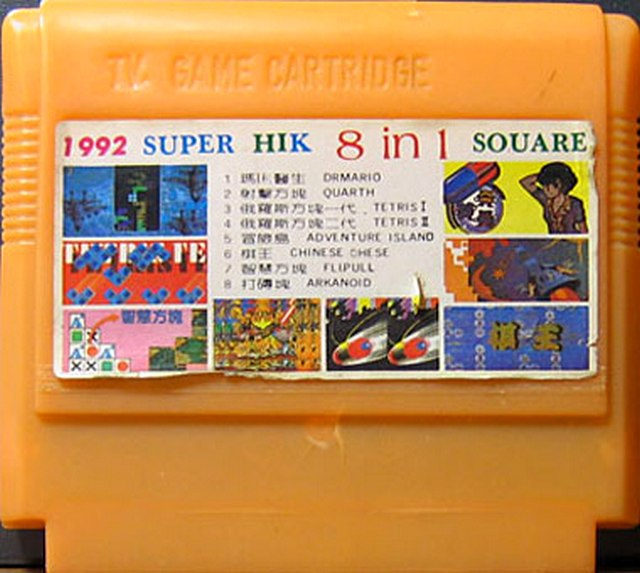 TV GAME CARTRIDGE
1992 SUPER HIK 8 in 1 SOUARE
1 瑪琍醫生 DRMARIO
2 射擊方塊 QUARTH
3 俄羅斯方塊一代 . TETRIS I
4 俄羅斯方塊二代 TETRIS II
5 冒險島 ADVENTURE ISLAND
6 棋王 CHINESE CHESE
7 智慧方塊 FLIPULL
8 打磚塊 ARKANOID
智慧方塊
棋王